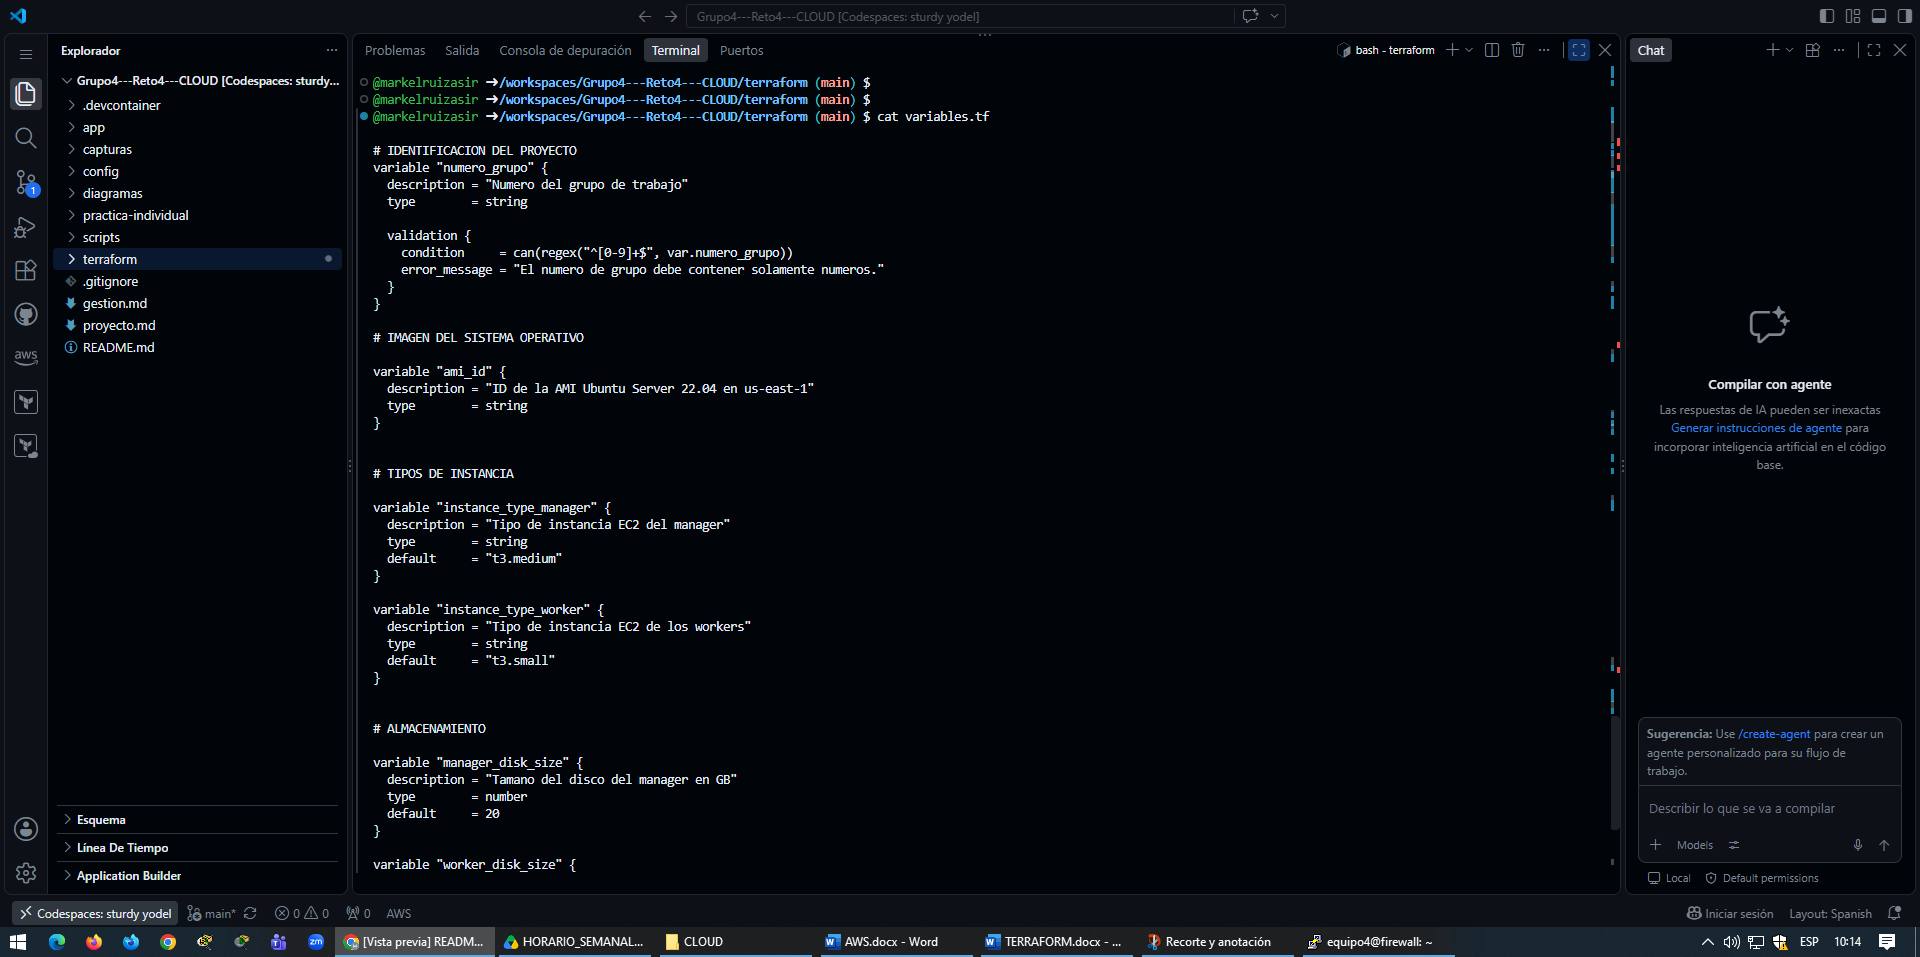 Grupo4---Reto4---CLOUD [Codespaces: sturdy yodel]
Explorador
Grupo4---Reto4---CLOUD [Codespaces: sturdy...
.devcontainer
app
capturas
config
diagramas
practica-individual
scripts
terraform
.gitignore
gestion.md
proyecto.md
README.md
Esquema
Línea De Tiempo
Application Builder
1
aws
Problemas
Salida
Consola de depuración
Terminal
Puertos
bash - terraform
@markelruizasir ➜/workspaces/Grupo4---Reto4---CLOUD/terraform (main) $
@markelruizasir ➜/workspaces/Grupo4---Reto4---CLOUD/terraform (main) $
@markelruizasir ➜/workspaces/Grupo4---Reto4---CLOUD/terraform (main) $ cat variables.tf
# IDENTIFICACION DEL PROYECTO
variable "numero_grupo" {
  description = "Numero del grupo de trabajo"
  type        = string
  validation {
    condition     = can(regex("^[0-9]+$", var.numero_grupo))
    error_message = "El numero de grupo debe contener solamente numeros."
  }
}
# IMAGEN DEL SISTEMA OPERATIVO
variable "ami_id" {
  description = "ID de la AMI Ubuntu Server 22.04 en us-east-1"
  type        = string
}
# TIPOS DE INSTANCIA
variable "instance_type_manager" {
  description = "Tipo de instancia EC2 del manager"
  type        = string
  default     = "t3.medium"
}
variable "instance_type_worker" {
  description = "Tipo de instancia EC2 de los workers"
  type        = string
  default     = "t3.small"
}
# ALMACENAMIENTO
variable "manager_disk_size" {
  description = "Tamano del disco del manager en GB"
  type        = number
  default     = 20
}
variable "worker_disk_size" {
Chat
Compilar con agente
Las respuestas de IA pueden ser inexactas
Generar instrucciones de agente para
incorporar inteligencia artificial en el código
base.
Sugerencia: Use /create-agent para crear un
agente personalizado para su flujo de
trabajo.
Describir lo que se va a compilar
Models
Local
Default permissions
Codespaces: sturdy yodel
main*
0
0
0
AWS
Iniciar sesión
Layout: Spanish
zm
[Vista previa] READM...
HORARIO_SEMANAL...
CLOUD
AWS.docx - Word
TERRAFORM.docx - ...
Recorte y anotación
equipo4@firewall: ~
ESP
10:14